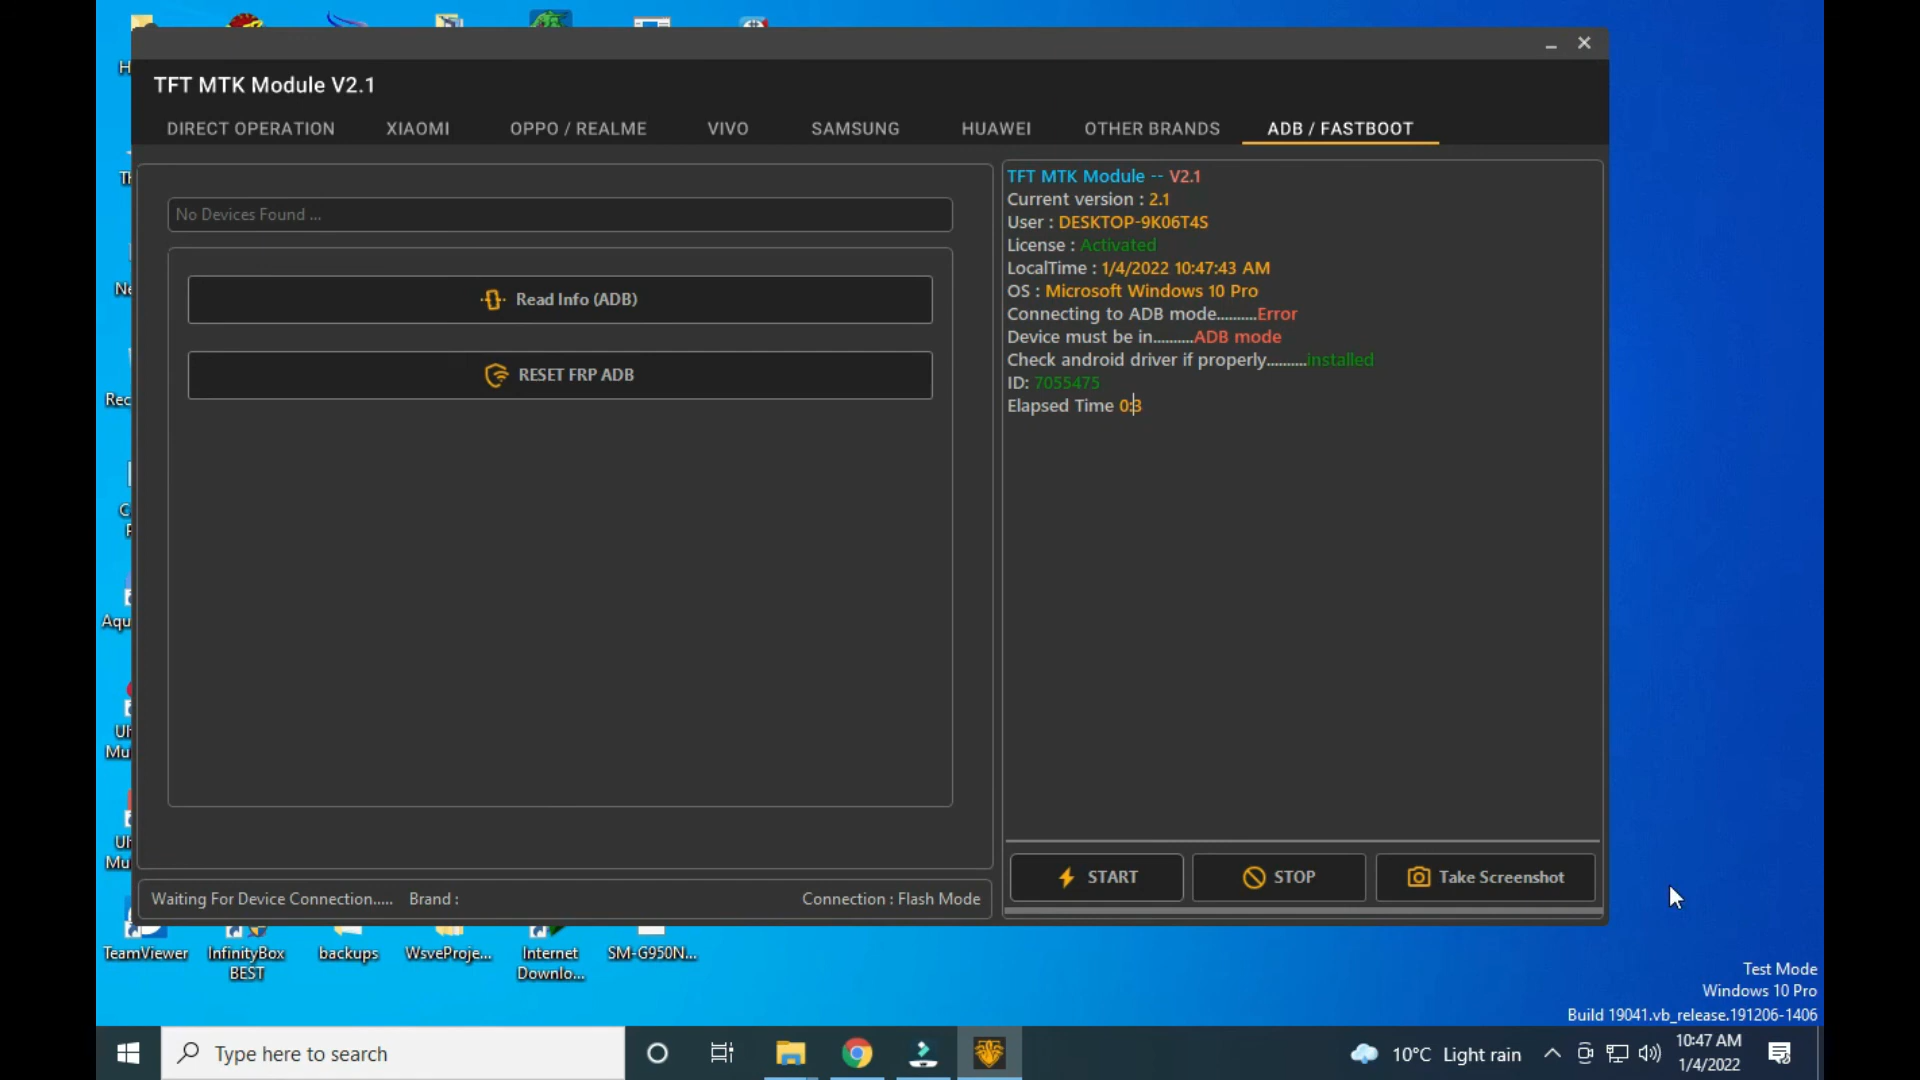 TFT MTK Module V2.1
DIRECT OPERATION
XIAOMI
OPPO / REALME
VIVO
SAMSUNG
HUAWEI
OTHER BRANDS
ADB / FASTBOOT
No Devices Found ...
Read Info (ADB)
RESET FRP ADB
TFT MTK Module -- V2.1
Current version : 2.1
User : DESKTOP-9K06T4S
License : Activated
LocalTime : 1/4/2022 10:47:43 AM
OS : Microsoft Windows 10 Pro
Connecting to ADB mode..........Error
Device must be in..........ADB mode
Check android driver if properly..........installed
ID: 7055475
Elapsed Time 0:3
START
STOP
Take Screenshot
Waiting For Device Connection..... Brand :
Connection : Flash Mode
TeamViewer
InfinityBox
BEST
backups
WsveProje...
Internet
Downlo...
SM-G950N...
Test Mode
Windows 10 Pro
Build 19041.vb_release.191206-1406
Type here to search
10°C Light rain
10:47 AM
1/4/2022